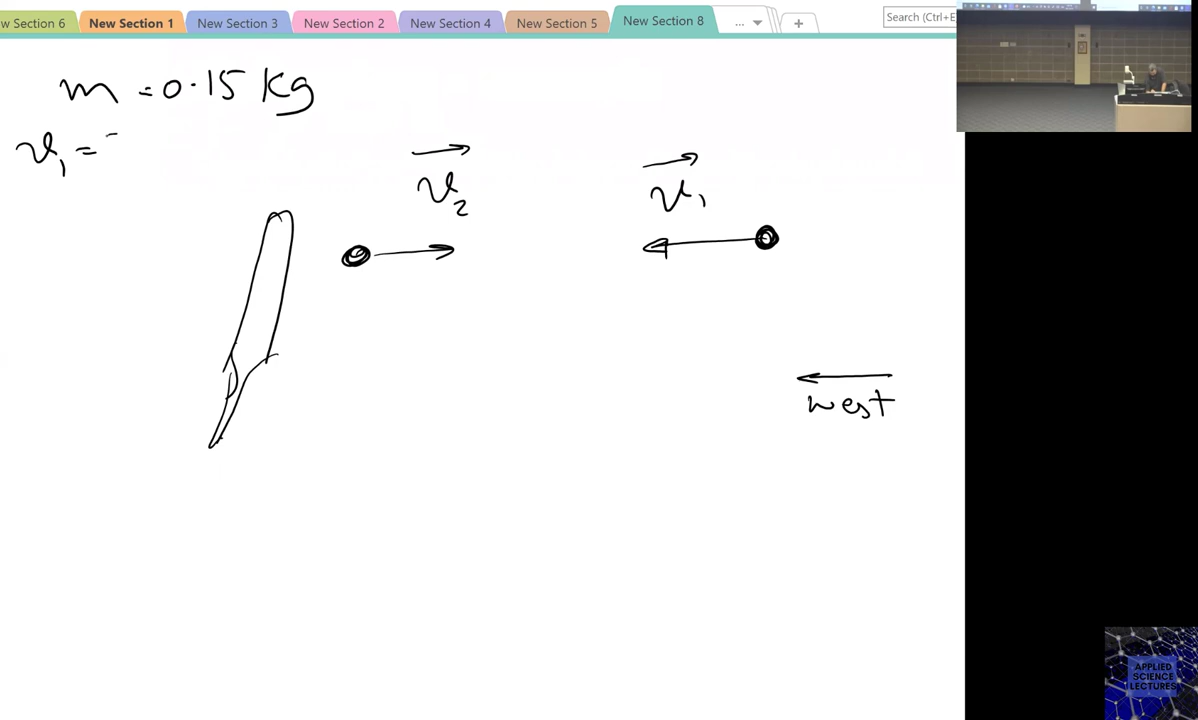 w Section 6 New Section 1 New Section 3 New Section 2 New Section 4 New Section 5 New Section 8 ... + Search (Ctrl+E
m = 0.15 Kg
v₁ = -
v₂
v₁
west
APPLIED
SCIENCE
LECTURES